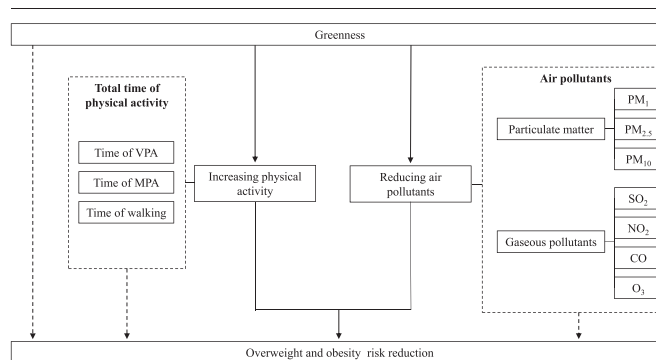 Greenness
Total time of
physical activity
Time of VPA
Time of MPA
Time of walking
Increasing physical
activity
Reducing air
pollutants
Air pollutants
Particulate matter
PM₁
PM₂.₅
PM₁₀
Gaseous pollutants
SO₂
NO₂
CO
O₃
Overweight and obesity risk reduction